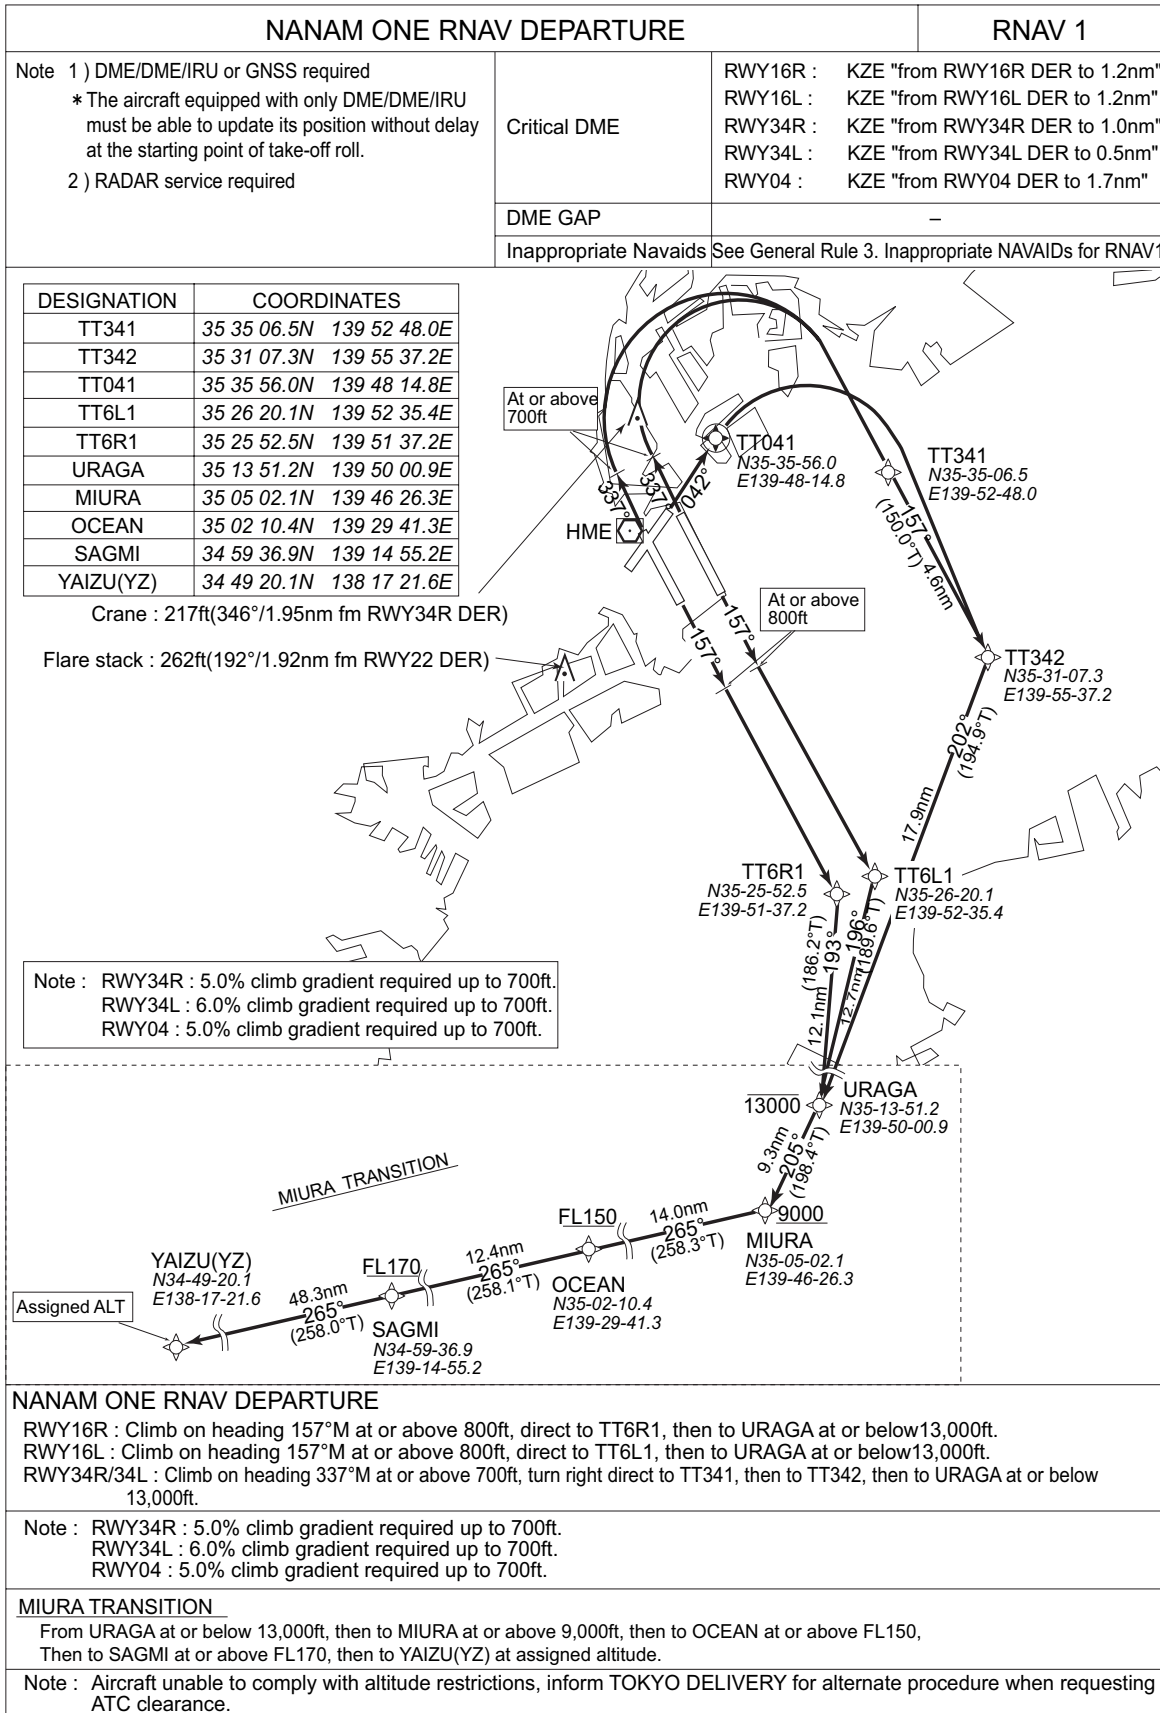 NANAM ONE RNAV DEPARTURE
RNAV 1
Note 1 ) DME/DME/IRU or GNSS required
* The aircraft equipped with only DME/DME/IRU
must be able to update its position without delay
at the starting point of take-off roll.
2 ) RADAR service required
Critical DME
RWY16R : KZE "from RWY16R DER to 1.2nm"
RWY16L : KZE "from RWY16L DER to 1.2nm"
RWY34R : KZE "from RWY34R DER to 1.0nm"
RWY34L : KZE "from RWY34L DER to 0.5nm"
RWY04 : KZE "from RWY04 DER to 1.7nm"
DME GAP –
Inappropriate Navaids See General Rule 3. Inappropriate NAVAIDs for RNAV1
DESIGNATION COORDINATES
TT341 35 35 06.5N 139 52 48.0E
TT342 35 31 07.3N 139 55 37.2E
TT041 35 35 56.0N 139 48 14.8E
TT6L1 35 26 20.1N 139 52 35.4E
TT6R1 35 25 52.5N 139 51 37.2E
URAGA 35 13 51.2N 139 50 00.9E
MIURA 35 05 02.1N 139 46 26.3E
OCEAN 35 02 10.4N 139 29 41.3E
SAGMI 34 59 36.9N 139 14 55.2E
YAIZU(YZ) 34 49 20.1N 138 17 21.6E
Crane : 217ft(346°/1.95nm fm RWY34R DER)
Flare stack : 262ft(192°/1.92nm fm RWY22 DER)
At or above
700ft
TT041
N35-35-56.0
E139-48-14.8
TT341
N35-35-06.5
E139-52-48.0
337°
337°
042°
HME
157°
(150.0°T)
4.6nm
At or above
800ft
157°
157°
TT342
N35-31-07.3
E139-55-37.2
202°
(194.9°T)
17.9nm
TT6R1
N35-25-52.5
E139-51-37.2
TT6L1
N35-26-20.1
E139-52-35.4
(186.2°T)
193°
12.1nm
196°
(189.6°T)
12.7nm
Note : RWY34R : 5.0% climb gradient required up to 700ft.
RWY34L : 6.0% climb gradient required up to 700ft.
RWY04 : 5.0% climb gradient required up to 700ft.
13000
URAGA
N35-13-51.2
E139-50-00.9
9.3nm
205°
(198.4°T)
MIURA TRANSITION
9000
MIURA
N35-05-02.1
E139-46-26.3
14.0nm
265°
(258.3°T)
FL150
OCEAN
N35-02-10.4
E139-29-41.3
12.4nm
265°
(258.1°T)
FL170
SAGMI
N34-59-36.9
E139-14-55.2
48.3nm
265°
(258.0°T)
YAIZU(YZ)
N34-49-20.1
E138-17-21.6
Assigned ALT
NANAM ONE RNAV DEPARTURE
RWY16R : Climb on heading 157°M at or above 800ft, direct to TT6R1, then to URAGA at or below13,000ft.
RWY16L : Climb on heading 157°M at or above 800ft, direct to TT6L1, then to URAGA at or below13,000ft.
RWY34R/34L : Climb on heading 337°M at or above 700ft, turn right direct to TT341, then to TT342, then to URAGA at or below
13,000ft.
Note : RWY34R : 5.0% climb gradient required up to 700ft.
RWY34L : 6.0% climb gradient required up to 700ft.
RWY04 : 5.0% climb gradient required up to 700ft.
MIURA TRANSITION
From URAGA at or below 13,000ft, then to MIURA at or above 9,000ft, then to OCEAN at or above FL150,
Then to SAGMI at or above FL170, then to YAIZU(YZ) at assigned altitude.
Note : Aircraft unable to comply with altitude restrictions, inform TOKYO DELIVERY for alternate procedure when requesting
ATC clearance.